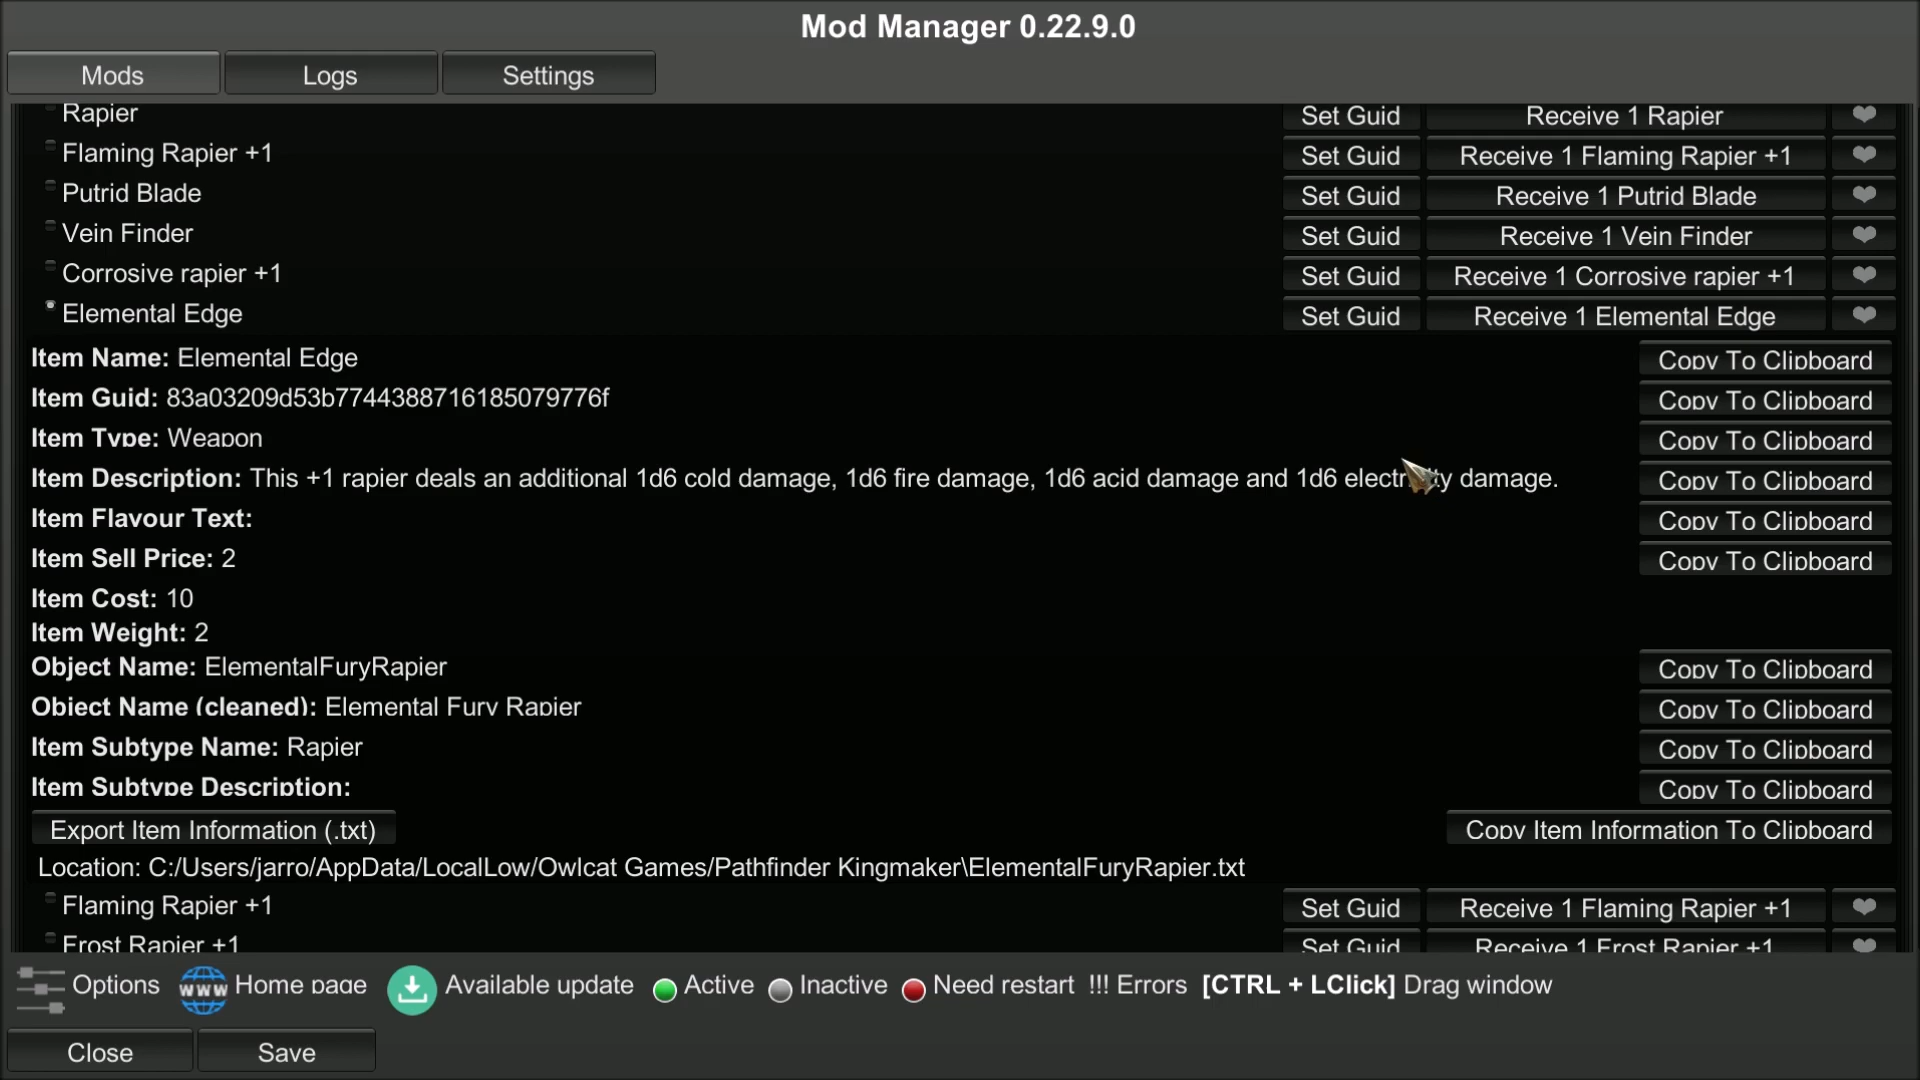 Mod Manager 0.22.9.0
Mods Logs Settings
Rapier Set Guid Receive 1 Rapier
Flaming Rapier +1 Set Guid Receive 1 Flaming Rapier +1
Putrid Blade Set Guid Receive 1 Putrid Blade
Vein Finder Set Guid Receive 1 Vein Finder
Corrosive rapier +1 Set Guid Receive 1 Corrosive rapier +1
Elemental Edge Set Guid Receive 1 Elemental Edge
Item Name: Elemental Edge Copy To Clipboard
Item Guid: 83a03209d53b7744388716185079776f Copy To Clipboard
Item Type: Weapon Copy To Clipboard
Item Description: This +1 rapier deals an additional 1d6 cold damage, 1d6 fire damage, 1d6 acid damage and 1d6 electricity damage. Copy To Clipboard
Item Flavour Text: Copy To Clipboard
Item Sell Price: 2 Copy To Clipboard
Item Cost: 10
Item Weight: 2
Object Name: ElementalFuryRapier Copy To Clipboard
Object Name (cleaned): Elemental Fury Rapier Copy To Clipboard
Item Subtype Name: Rapier Copy To Clipboard
Item Subtype Description: Copy To Clipboard
Export Item Information (.txt) Copy Item Information To Clipboard
Location: C:/Users/jarro/AppData/LocalLow/Owlcat Games/Pathfinder Kingmaker\ElementalFuryRapier.txt
Flaming Rapier +1 Set Guid Receive 1 Flaming Rapier +1
Frost Rapier +1 Set Guid Receive 1 Frost Rapier +1
Options www Home page Available update Active Inactive Need restart !!! Errors [CTRL + LClick] Drag window
Close Save